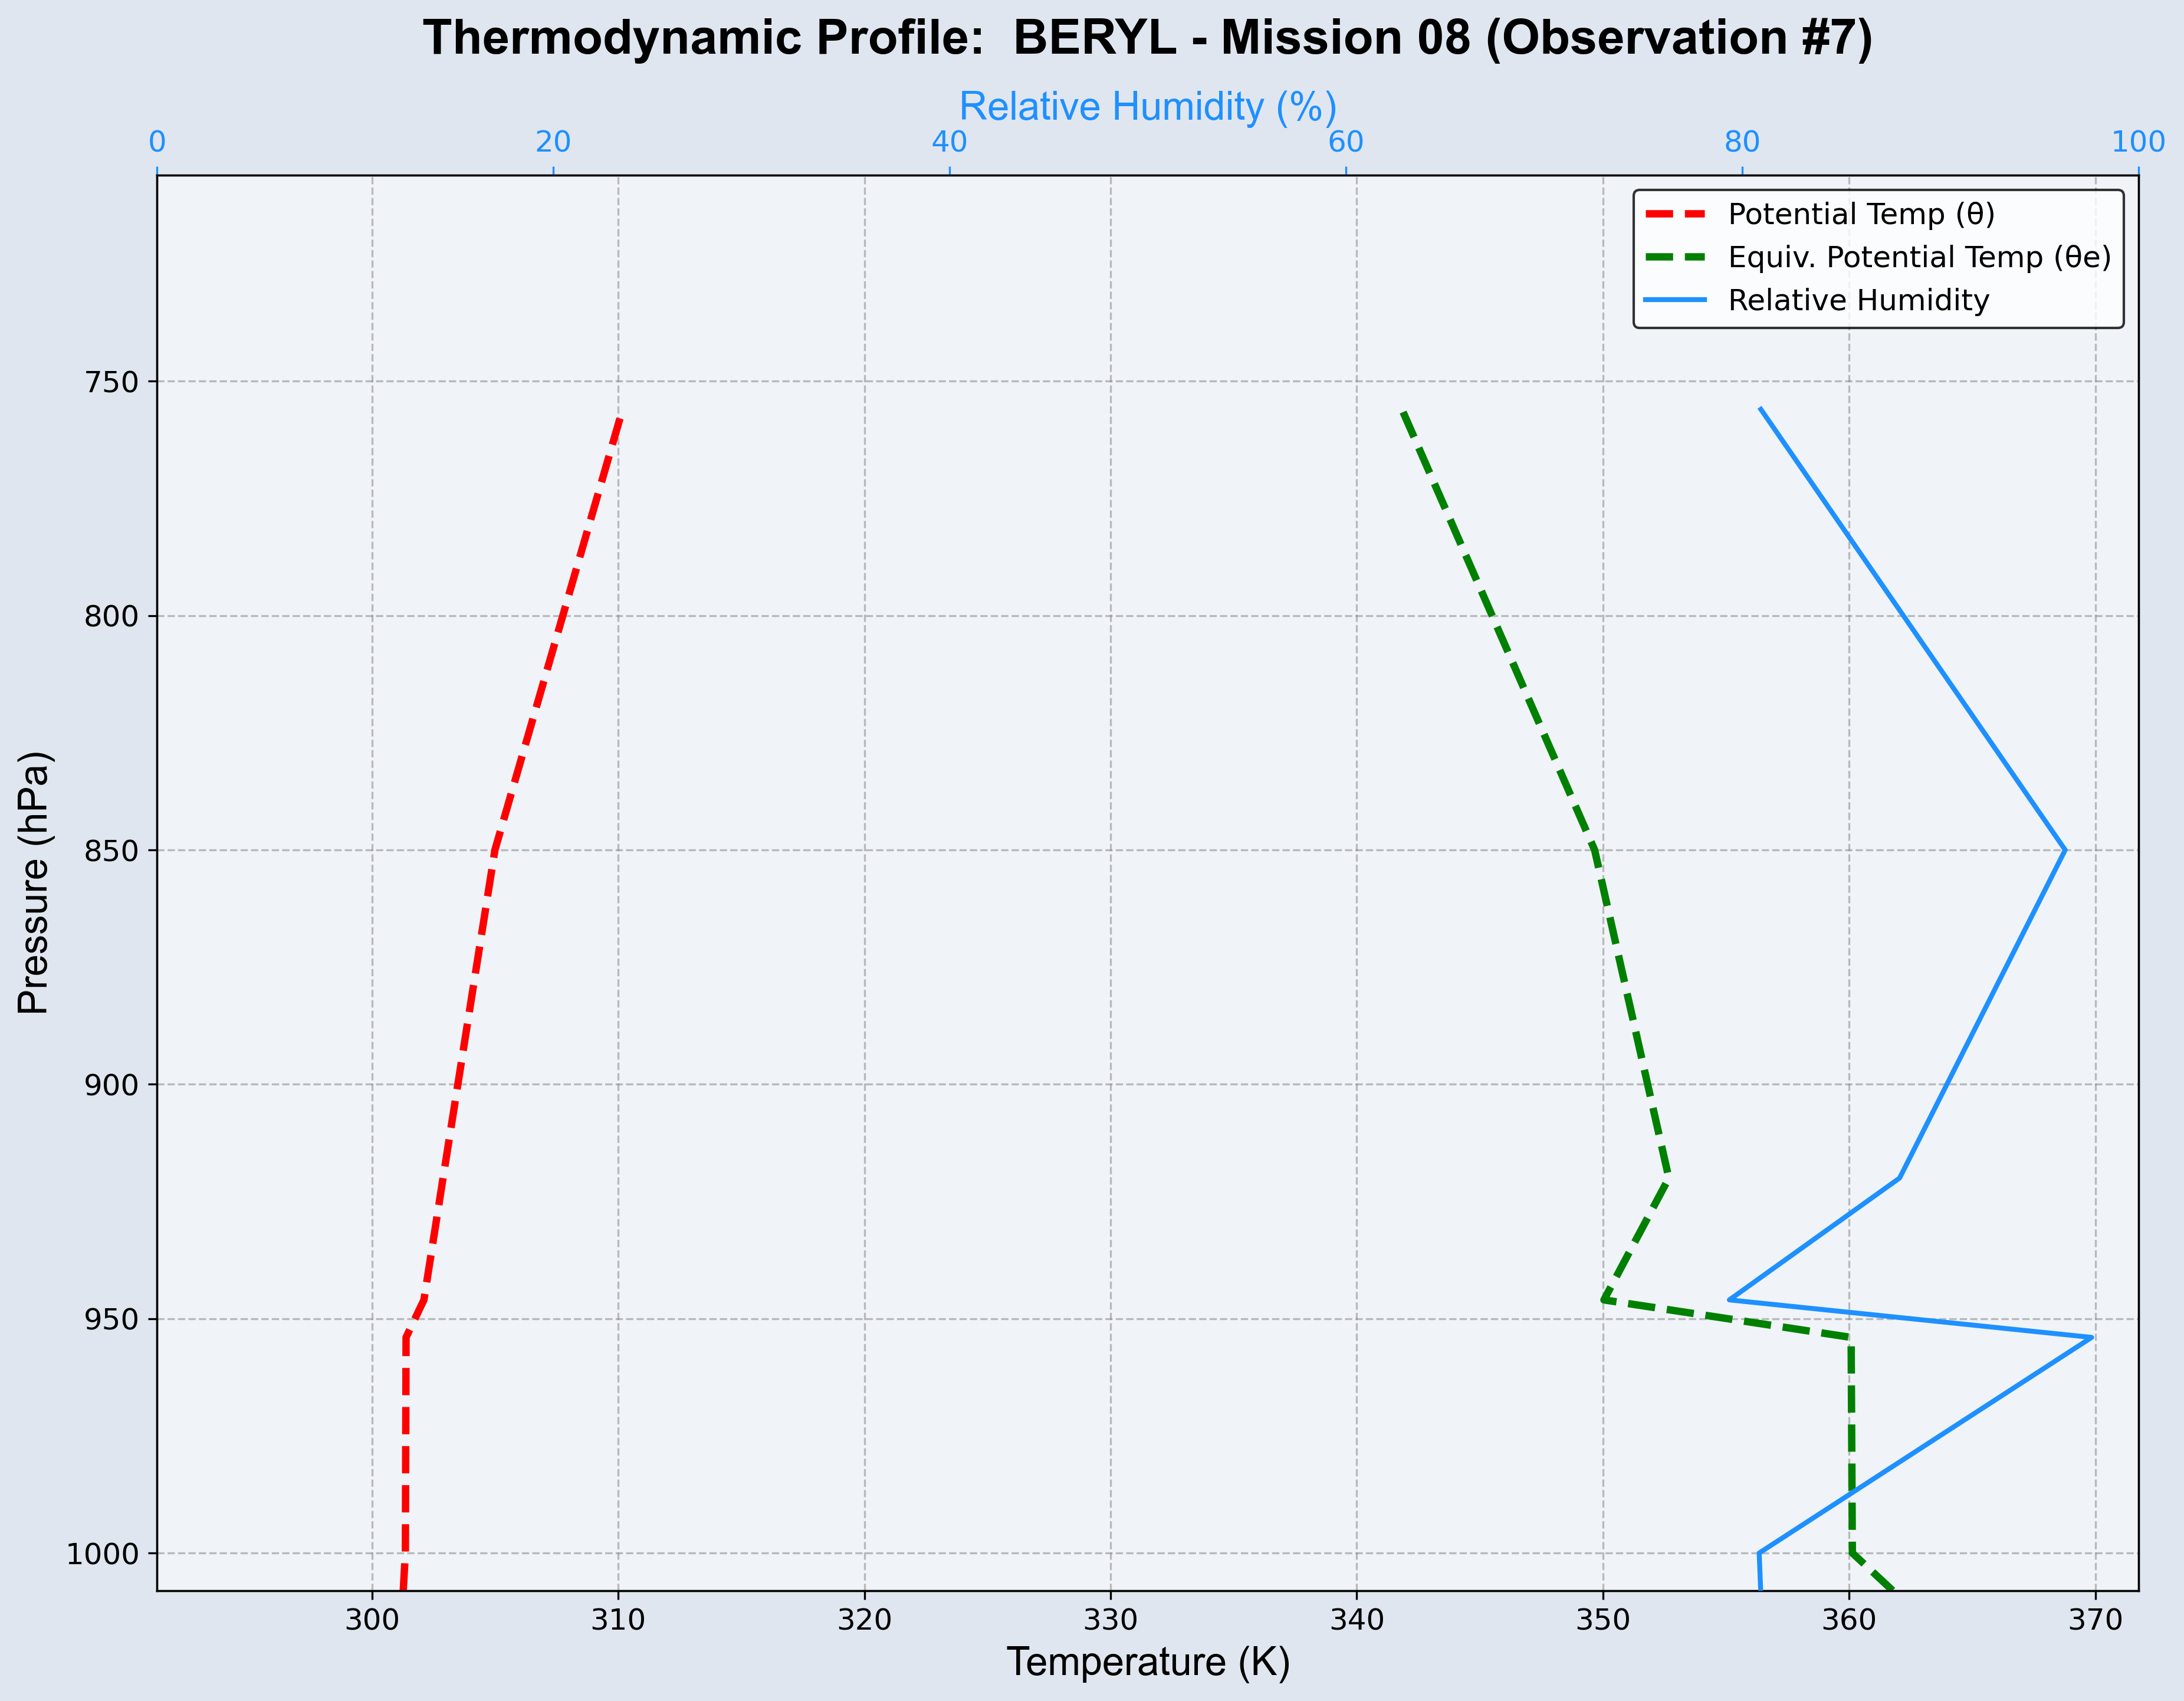 Thermodynamic Profile:  BERYL - Mission 08 (Observation #7)
Relative Humidity (%)
0 20 40 60 80 100
Potential Temp (θ)
Equiv. Potential Temp (θe)
Relative Humidity
750
800
850
900
950
1000
Pressure (hPa)
300 310 320 330 340 350 360 370
Temperature (K)